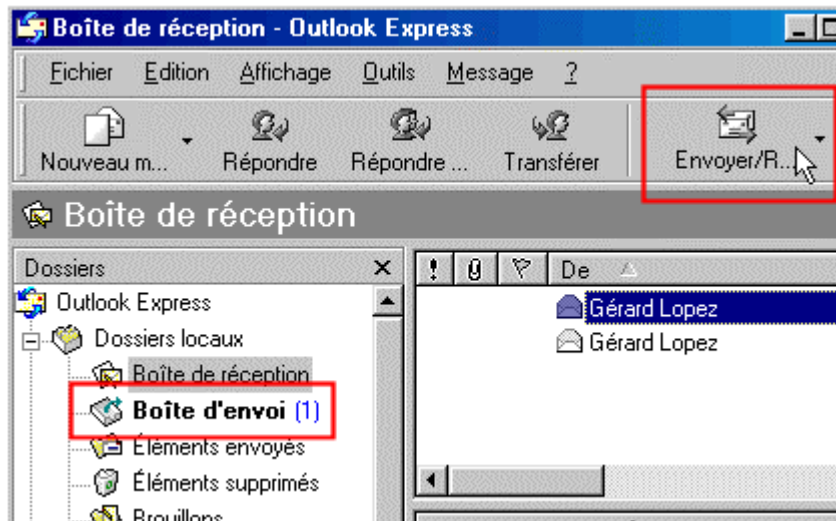 Boîte de réception - Outlook Express
Fichier Edition Affichage Outils Message ?
Nouveau m... Répondre Répondre ... Transférer Envoyer/R...
Boîte de réception
Dossiers
! De
Outlook Express
Gérard Lopez
Dossiers locaux
Gérard Lopez
Boîte de réception
Boîte d'envoi (1)
Éléments envoyés
Éléments supprimés
Brouillons